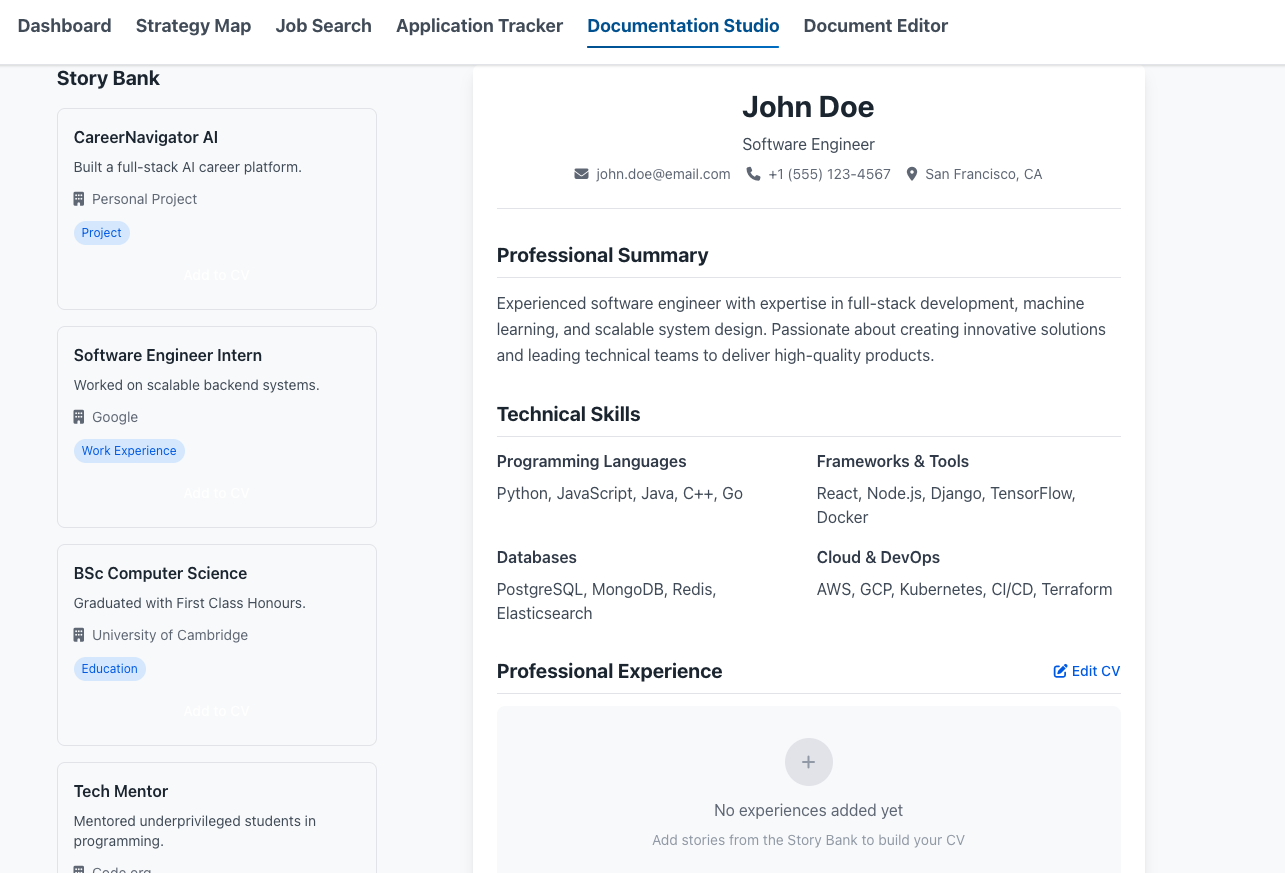 Dashboard Strategy Map Job Search Application Tracker Documentation Studio Document Editor
Story Bank
CareerNavigator AI
Built a full-stack AI career platform.
Personal Project
Project
Add to CV
Software Engineer Intern
Worked on scalable backend systems.
Google
Work Experience
Add to CV
BSc Computer Science
Graduated with First Class Honours.
University of Cambridge
Education
Add to CV
Tech Mentor
Mentored underprivileged students in
programming.
Code.org
John Doe
Software Engineer
john.doe@email.com +1 (555) 123-4567 San Francisco, CA
Professional Summary
Experienced software engineer with expertise in full-stack development, machine
learning, and scalable system design. Passionate about creating innovative solutions
and leading technical teams to deliver high-quality products.
Technical Skills
Programming Languages
Python, JavaScript, Java, C++, Go
Frameworks & Tools
React, Node.js, Django, TensorFlow,
Docker
Databases
PostgreSQL, MongoDB, Redis,
Elasticsearch
Cloud & DevOps
AWS, GCP, Kubernetes, CI/CD, Terraform
Professional Experience
Edit CV
No experiences added yet
Add stories from the Story Bank to build your CV